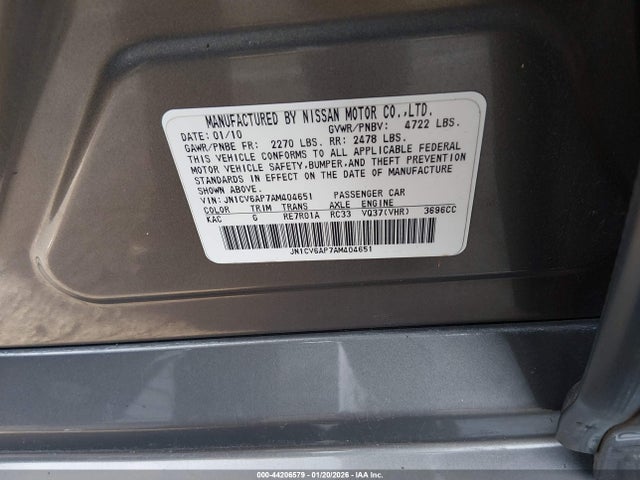 MANUFACTURED BY NISSAN MOTOR CO.,LTD.
DATE: 01/10 GVWR/PNBV: 4722 LBS.
GAWR/PNBE FR: 2270 LBS. RR: 2478 LBS.
THIS VEHICLE CONFORMS TO ALL APPLICABLE FEDERAL
MOTOR VEHICLE SAFETY, BUMPER, AND THEFT PREVENTION
STANDARDS IN EFFECT ON THE DATE OF MANUFACTURE
SHOWN ABOVE.
VIN: JN1CV6AP7AM404651 PASSENGER CAR
COLOR TRIM TRANS AXLE ENGINE
KAC G RE7R01A RC33 VQ37(VHR) 3696CC
JN1CV6AP7AM404651
000-44206579 - 01/20/2026 - IAA Inc.